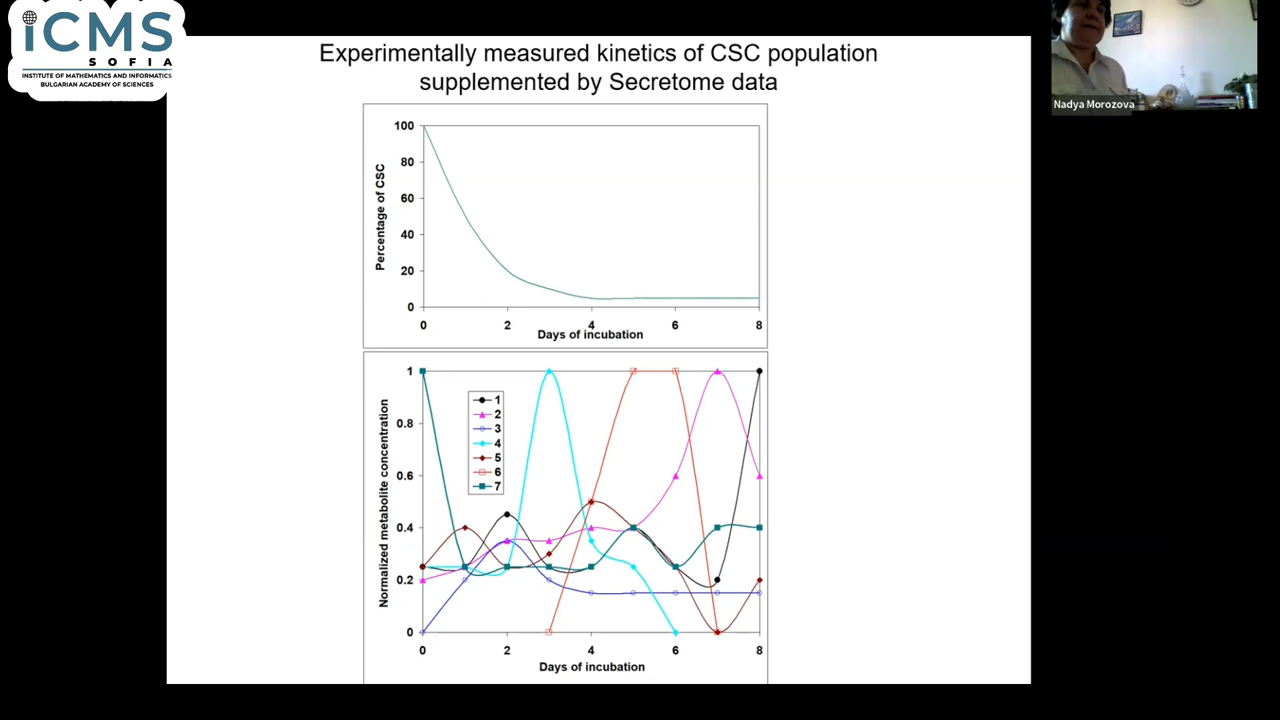 iCMS
SOFIA
INSTITUTE OF MATHEMATICS AND INFORMATICS
BULGARIAN ACADEMY OF SCIENCES
Nadya Morozova
Experimentally measured kinetics of CSC population
supplemented by Secretome data
Percentage of CSC
100
80
60
40
20
0
0 2 4 6 8
Days of incubation
Normalized metabolite concentration
1
0.8
0.6
0.4
0.2
0
1
2
3
4
5
6
7
0 2 4 6 8
Days of incubation